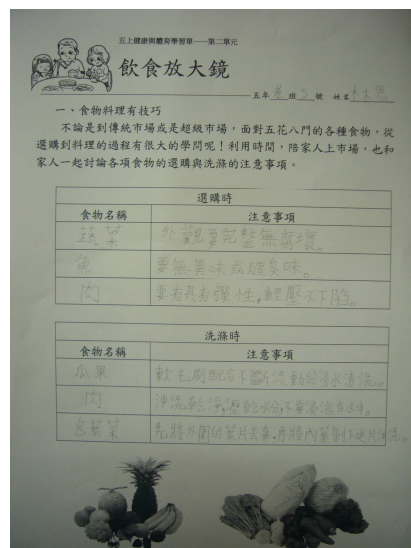 五上健康與體育學習單——第二單元
飲食放大鏡
五年 班 號 姓名
一、食物料理有技巧
不論是到傳統市場或是超級市場，面對五花八門的各種食物，從
選購到料理的過程有很大的學問呢！利用時間，陪家人上市場，也和
家人一起討論各項食物的選購與洗滌的注意事項。
選購時
食物名稱 注意事項
蔬菜 外觀要完整無腐壞。
魚 要無異味或腥臭味。
肉 要有彈性，輕壓不下陷。
洗滌時
食物名稱 注意事項
瓜果 軟毛刷配合不斷流動的清水清洗。
肉 沖洗乾淨，瀝乾水分，不要浸泡在水中。
包葉菜 先將外圍的葉片去棄，再將內葉剝作片沖洗。